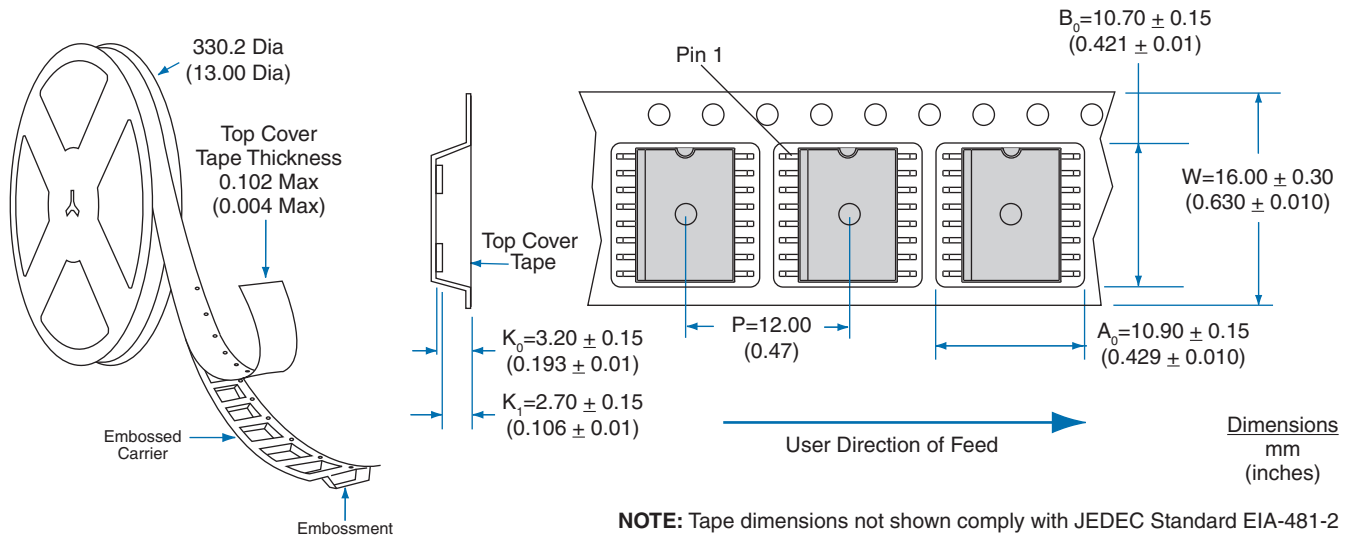 330.2 Dia
(13.00 Dia)
Top Cover
Tape Thickness
0.102 Max
(0.004 Max)
Embossed
Carrier
Embossment
Top Cover
Tape
K₀=3.20 ± 0.15
(0.193 ± 0.01)
K₁=2.70 ± 0.15
(0.106 ± 0.01)
Pin 1
B₀=10.70 ± 0.15
(0.421 ± 0.01)
W=16.00 ± 0.30
(0.630 ± 0.010)
P=12.00
(0.47)
A₀=10.90 ± 0.15
(0.429 ± 0.010)
User Direction of Feed
Dimensions
mm
(inches)
NOTE: Tape dimensions not shown comply with JEDEC Standard EIA-481-2